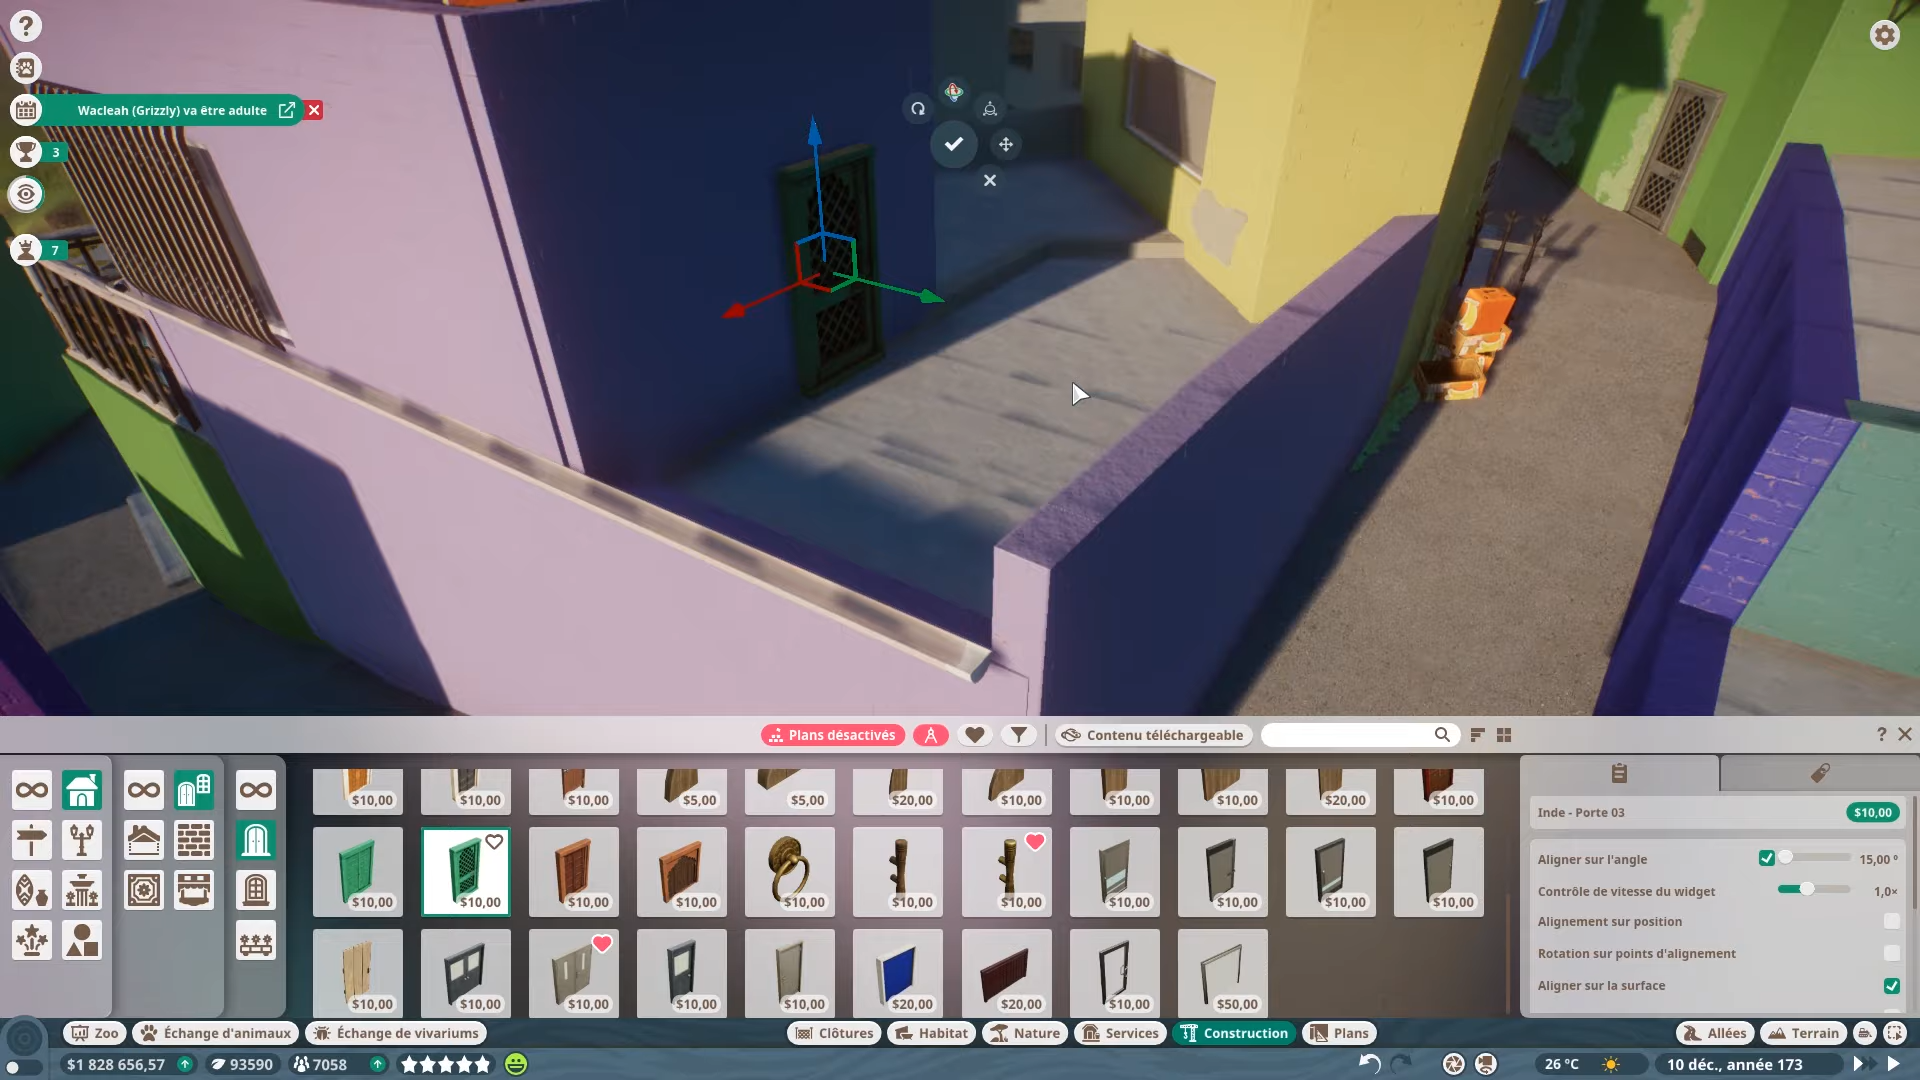 ?
Wacleah (Grizzly) va être adulte
3
7
Plans désactivés
Contenu téléchargeable
?
$10,00 $10,00 $10,00 $5,00 $5,00 $20,00 $10,00 $10,00 $10,00 $20,00 $10,00
$10,00 $10,00 $10,00 $10,00 $10,00 $10,00 $10,00 $10,00 $10,00 $10,00 $10,00
$10,00 $10,00 $10,00 $10,00 $10,00 $20,00 $20,00 $10,00 $50,00
Inde - Porte 03 $10,00
Aligner sur l'angle 15,00 °
Contrôle de vitesse du widget 1,0×
Alignement sur position
Rotation sur points d'alignement
Aligner sur la surface
Zoo Échange d'animaux Échange de vivariums Clôtures Habitat Nature Services Construction Plans Allées Terrain
$1 828 656,57 93590 7058 26 °C 10 déc., année 173